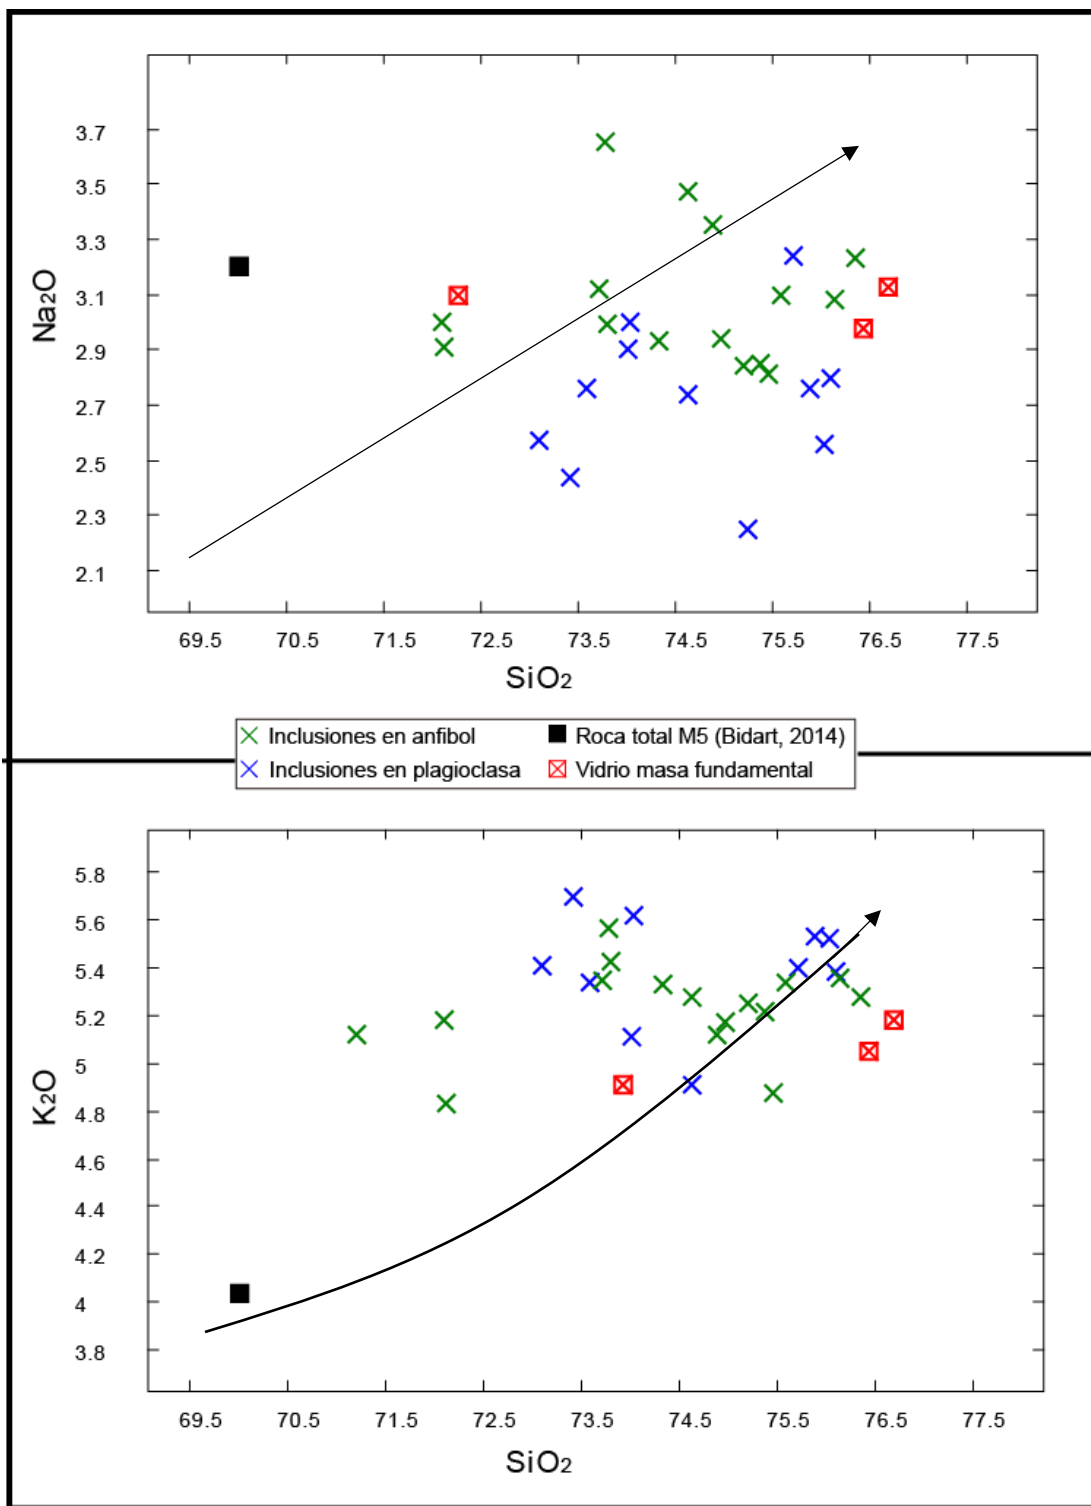 Na2O
3.7
3.5
3.3
3.1
2.9
2.7
2.5
2.3
2.1
69.5 70.5 71.5 72.5 73.5 74.5 75.5 76.5 77.5
SiO2
Inclusiones en anfibol Roca total M5 (Bidart, 2014)
Inclusiones en plagioclasa Vidrio masa fundamental
K2O
5.8
5.6
5.4
5.2
5
4.8
4.6
4.4
4.2
4
3.8
69.5 70.5 71.5 72.5 73.5 74.5 75.5 76.5 77.5
SiO2